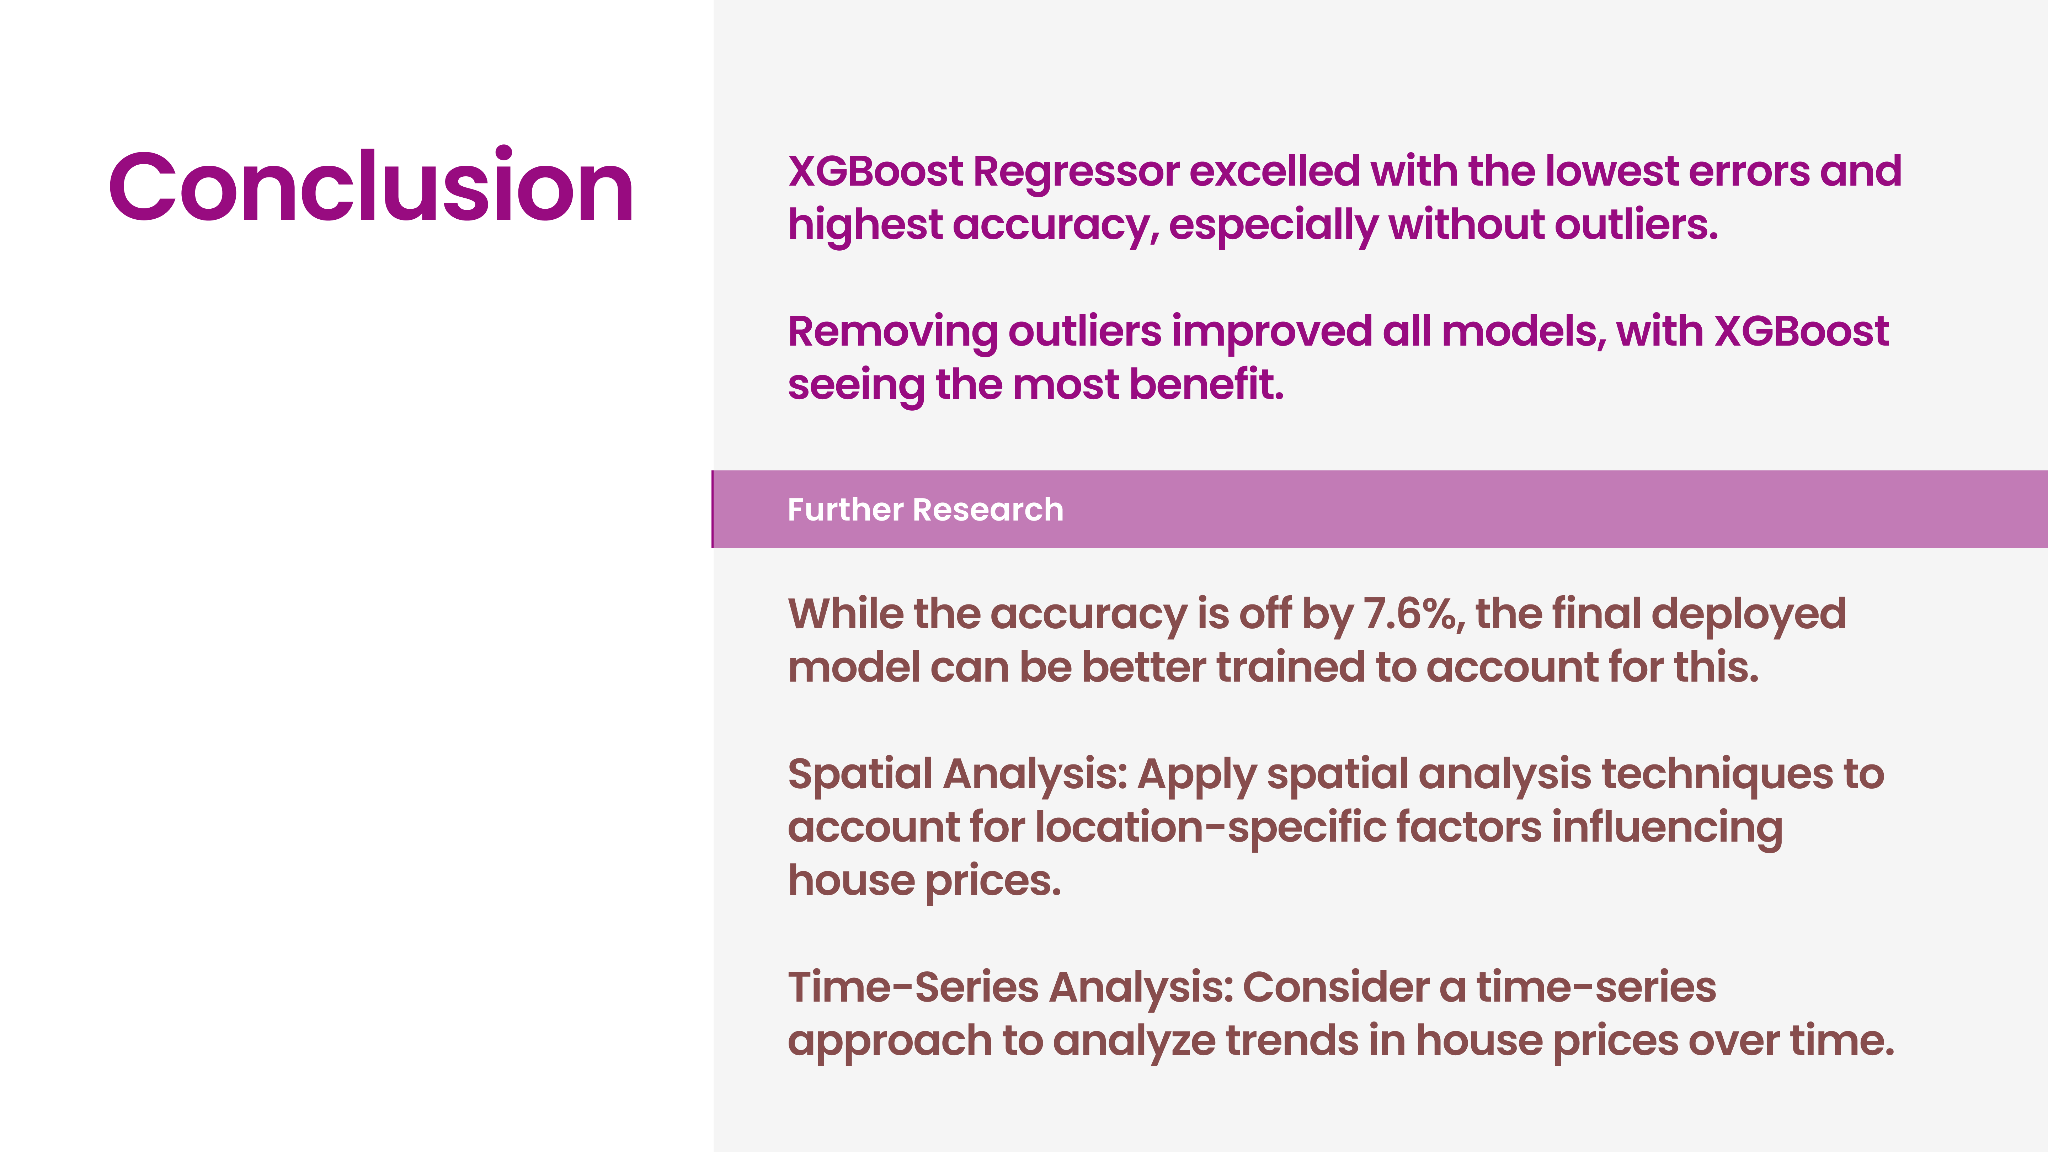 Conclusion
XGBoost Regressor excelled with the lowest errors and
highest accuracy, especially without outliers.
Removing outliers improved all models, with XGBoost
seeing the most benefit.
Further Research
While the accuracy is off by 7.6%, the final deployed
model can be better trained to account for this.
Spatial Analysis: Apply spatial analysis techniques to
account for location-specific factors influencing
house prices.
Time-Series Analysis: Consider a time-series
approach to analyze trends in house prices over time.